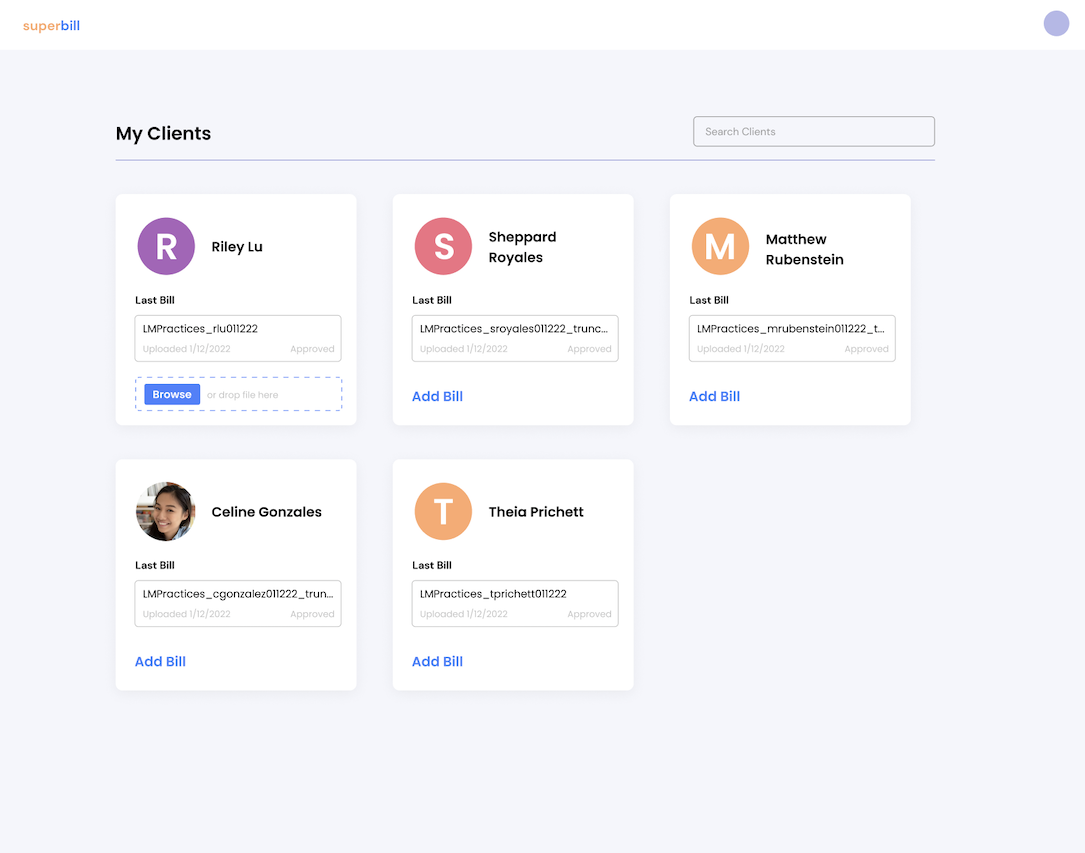 superbill
My Clients
Search Clients
R
Riley Lu
Last Bill
LMPractices_rlu011222
Uploaded 1/12/2022 Approved
Browse or drop file here
S
Sheppard
Royales
Last Bill
LMPractices_sroyales011222_trunc...
Uploaded 1/12/2022 Approved
Add Bill
M
Matthew
Rubenstein
Last Bill
LMPractices_mrubenstein011222_t...
Uploaded 1/12/2022 Approved
Add Bill
Celine Gonzales
Last Bill
LMPractices_cgonzalez011222_trun...
Uploaded 1/12/2022 Approved
Add Bill
T
Theia Prichett
Last Bill
LMPractices_tprichett011222
Uploaded 1/12/2022 Approved
Add Bill